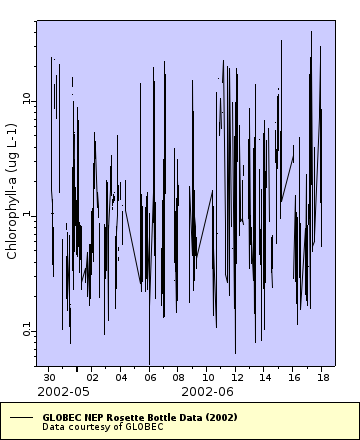 Chlorophyll-a (ug L-1)
10
1
0.1
30 02 04 06 08 10 12 14 16 18
2002-05 2002-06
GLOBEC NEP Rosette Bottle Data (2002)
Data courtesy of GLOBEC